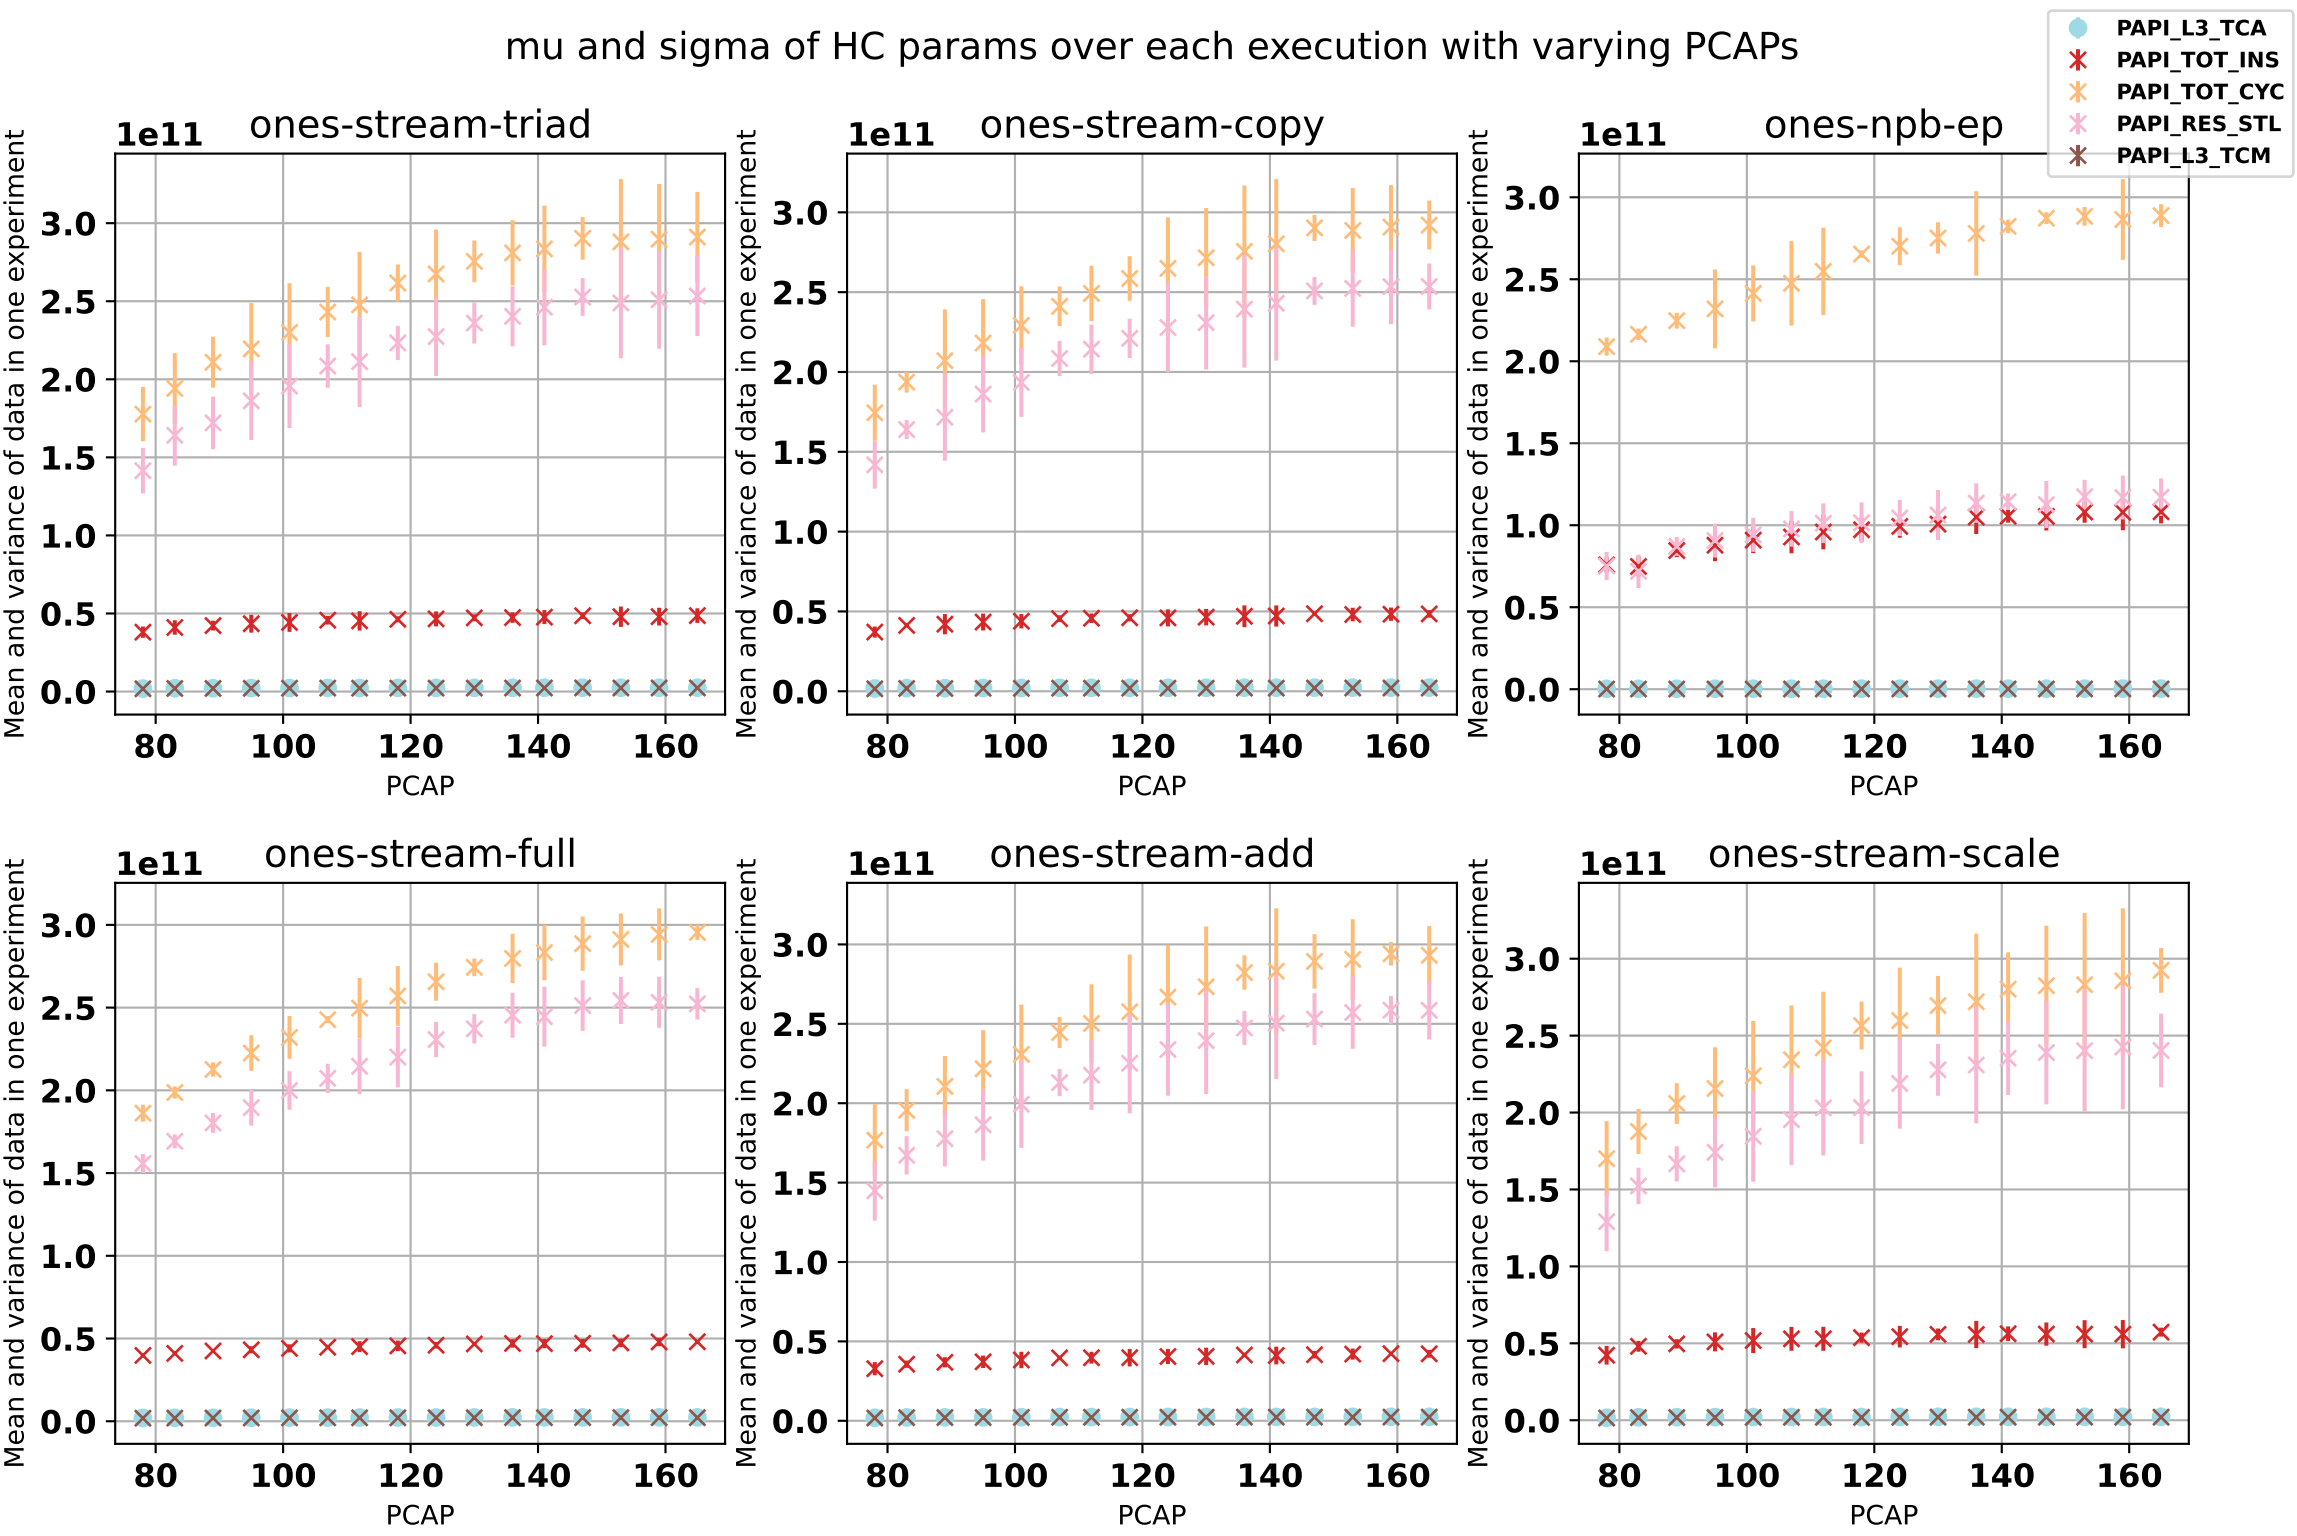 mu and sigma of HC params over each execution with varying PCAPs
PAPI_L3_TCA
PAPI_TOT_INS
PAPI_TOT_CYC
PAPI_RES_STL
PAPI_L3_TCM
ones-stream-triad
1e11
Mean and variance of data in one experiment
3.0
2.5
2.0
1.5
1.0
0.5
0.0
80 100 120 140 160
PCAP
ones-stream-copy
1e11
Mean and variance of data in one experiment
3.0
2.5
2.0
1.5
1.0
0.5
0.0
80 100 120 140 160
PCAP
ones-npb-ep
1e11
Mean and variance of data in one experiment
3.0
2.5
2.0
1.5
1.0
0.5
0.0
80 100 120 140 160
PCAP
ones-stream-full
1e11
Mean and variance of data in one experiment
3.0
2.5
2.0
1.5
1.0
0.5
0.0
80 100 120 140 160
PCAP
ones-stream-add
1e11
Mean and variance of data in one experiment
3.0
2.5
2.0
1.5
1.0
0.5
0.0
80 100 120 140 160
PCAP
ones-stream-scale
1e11
Mean and variance of data in one experiment
3.0
2.5
2.0
1.5
1.0
0.5
0.0
80 100 120 140 160
PCAP